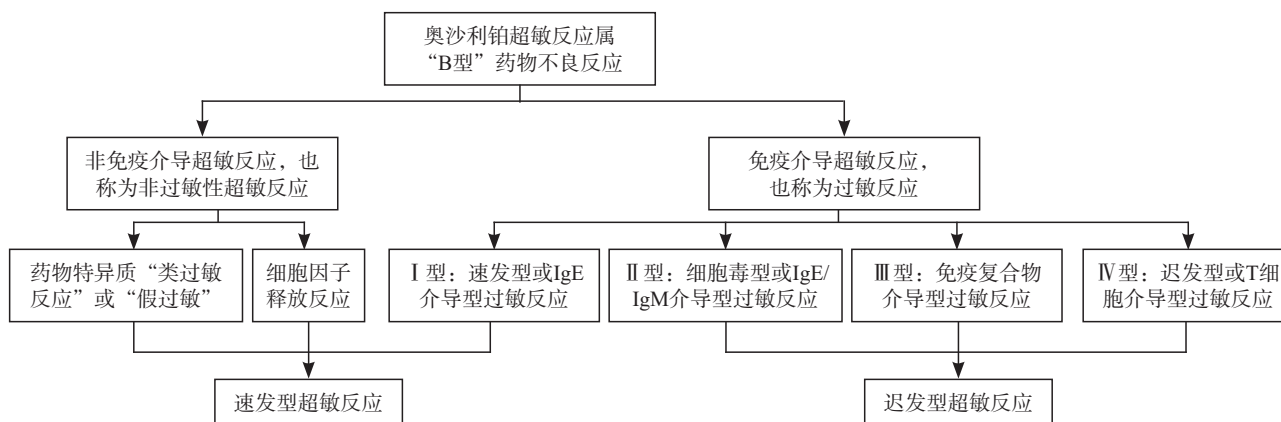 奥沙利铂超敏反应属
“B型”药物不良反应
非免疫介导超敏反应，也
称为非过敏性超敏反应
免疫介导超敏反应，
也称为过敏反应
药物特异质“类过敏
反应”或“假过敏”
细胞因子
释放反应
Ⅰ型：速发型或IgE
介导型过敏反应
Ⅱ型：细胞毒型或IgE/
IgM介导型过敏反应
Ⅲ型：免疫复合物
介导型过敏反应
Ⅳ型：迟发型或T细
胞介导型过敏反应
速发型超敏反应
迟发型超敏反应